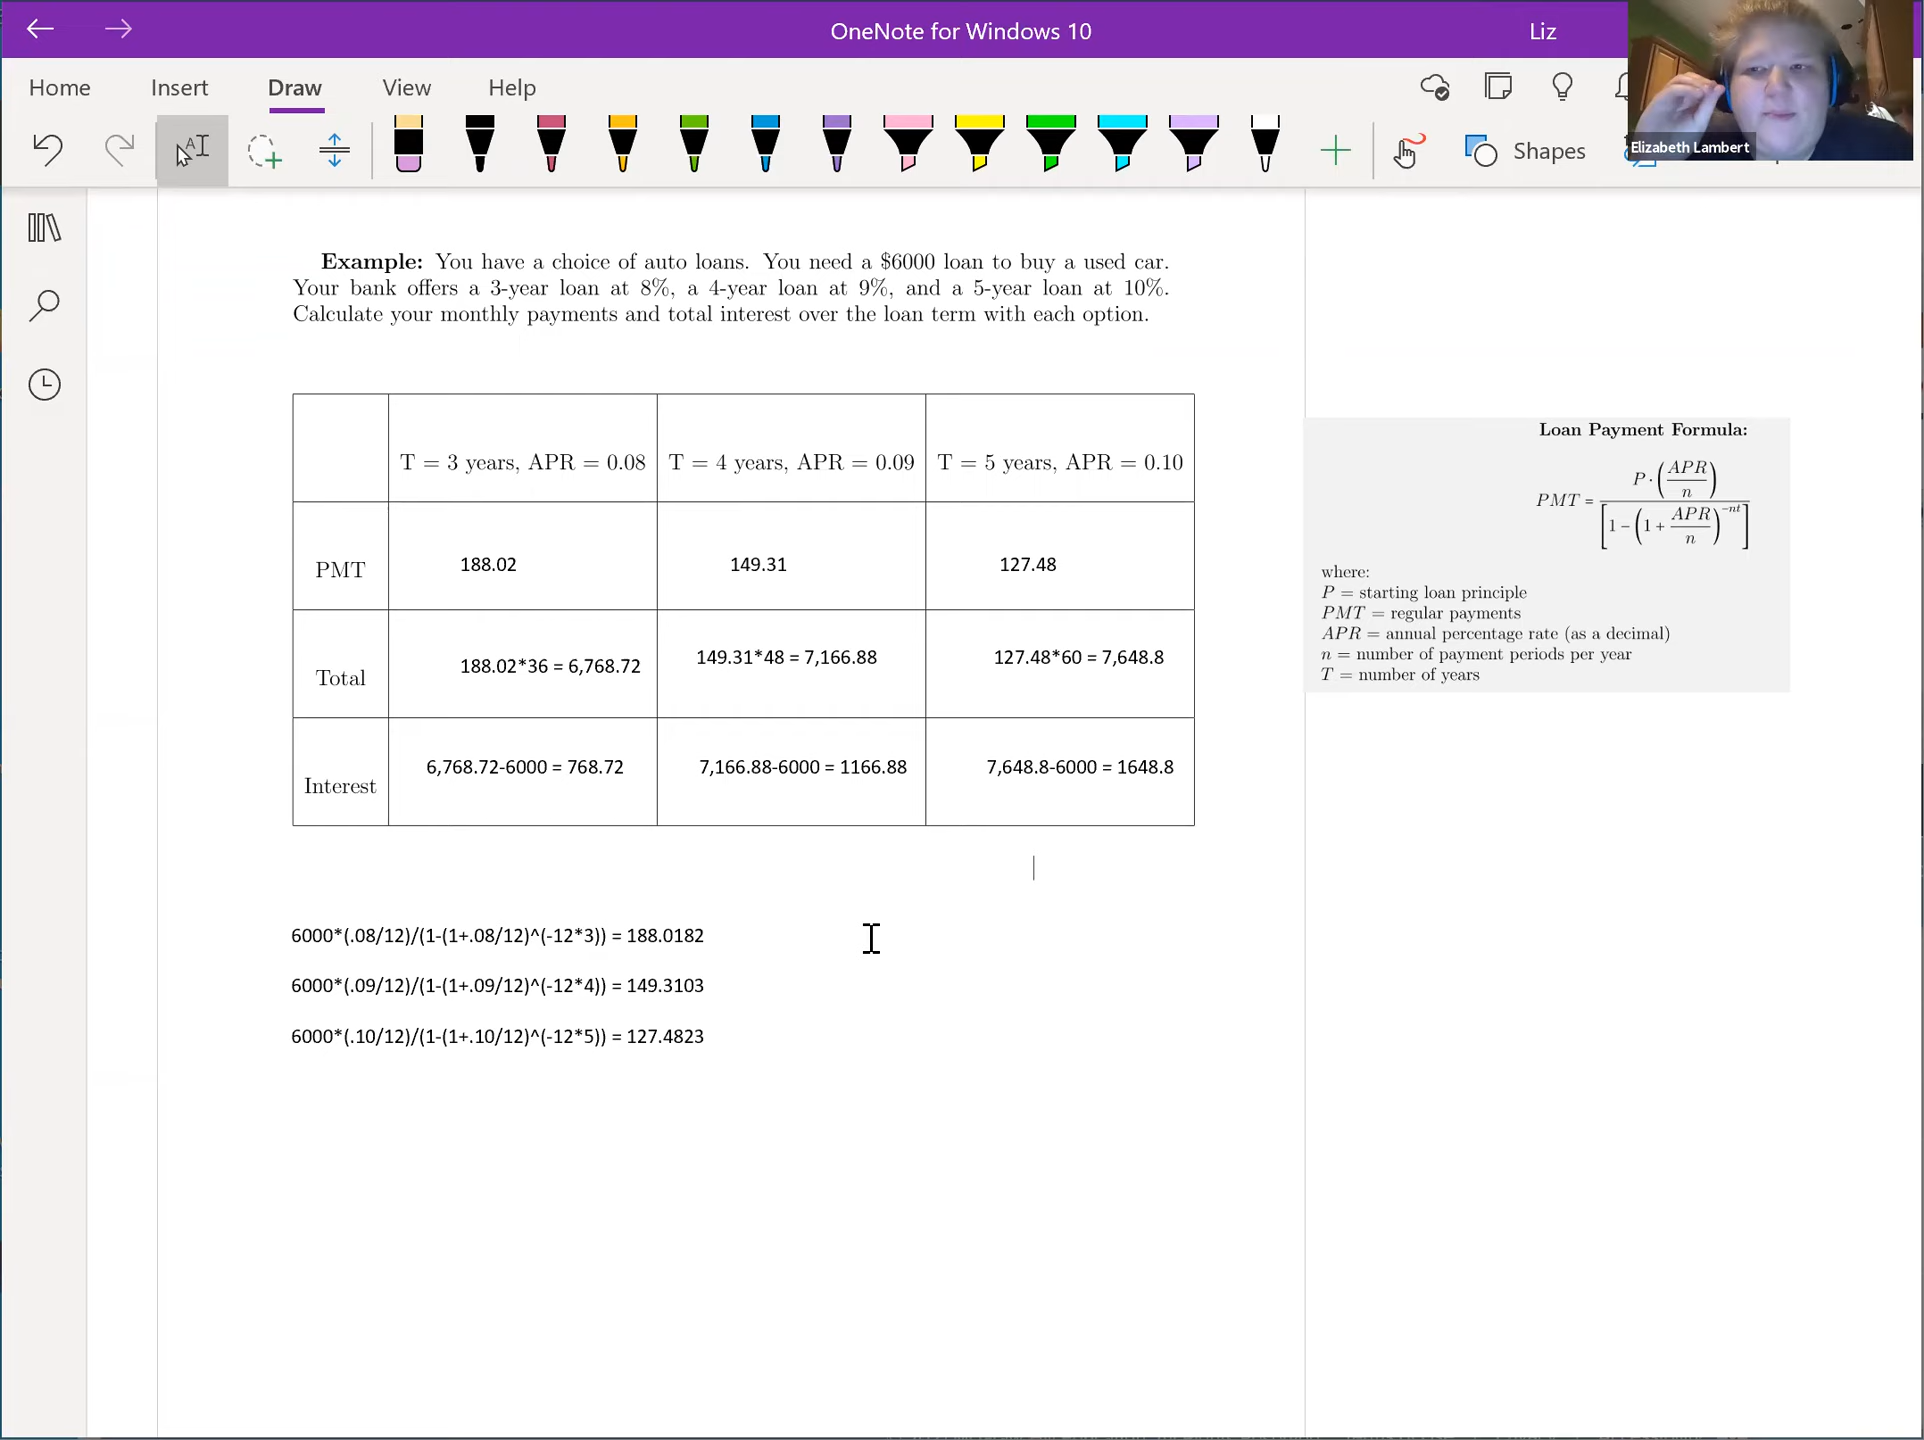 OneNote for Windows 10
Liz
Home Insert Draw View Help
Shapes
Elizabeth Lambert
Example: You have a choice of auto loans. You need a $6000 loan to buy a used car.
Your bank offers a 3-year loan at 8%, a 4-year loan at 9%, and a 5-year loan at 10%.
Calculate your monthly payments and total interest over the loan term with each option.
T = 3 years, APR = 0.08 T = 4 years, APR = 0.09 T = 5 years, APR = 0.10
PMT 188.02 149.31 127.48
Total 188.02*36 = 6,768.72 149.31*48 = 7,166.88 127.48*60 = 7,648.8
Interest 6,768.72-6000 = 768.72 7,166.88-6000 = 1166.88 7,648.8-6000 = 1648.8
6000*(.08/12)/(1-(1+.08/12)^(-12*3)) = 188.0182
6000*(.09/12)/(1-(1+.09/12)^(-12*4)) = 149.3103
6000*(.10/12)/(1-(1+.10/12)^(-12*5)) = 127.4823
Loan Payment Formula:
PMT = P · (APR/n) / [1 − (1 + APR/n)^−nt]
where:
P = starting loan principle
PMT = regular payments
APR = annual percentage rate (as a decimal)
n = number of payment periods per year
T = number of years